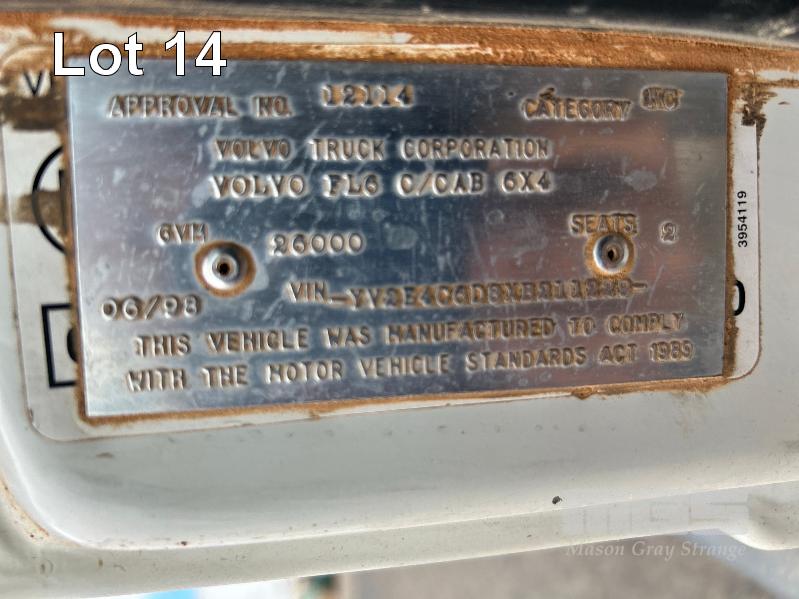 Lot 14
V
APPROVAL NO. 12114 CATEGORY NC
VOLVO TRUCK CORPORATION
VOLVO FL6 C/CAB 6X4
GVM 26000 SEATS 2
06/98 VIN
THIS VEHICLE WAS MANUFACTURED TO COMPLY
WITH THE MOTOR VEHICLE STANDARDS ACT 1989
3954119
MGS
Mason Gray Strange